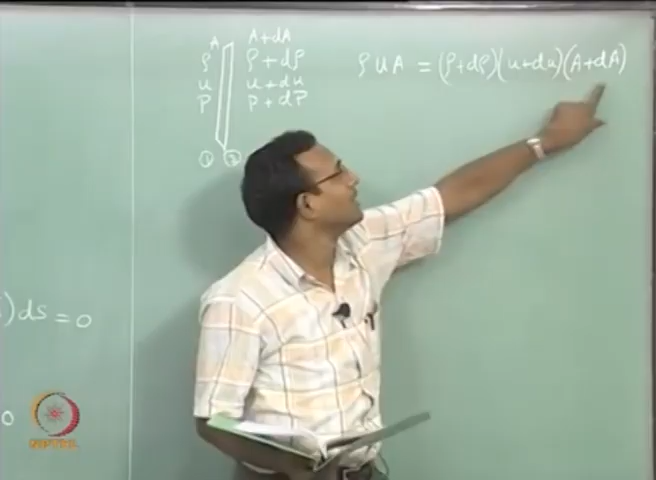 A A+dA
ρ ρ+dρ
u u+du
P P+dP
① ②
ρuA = (ρ+dρ)(u+du)(A+dA)
)ds = 0
0
NPTEL